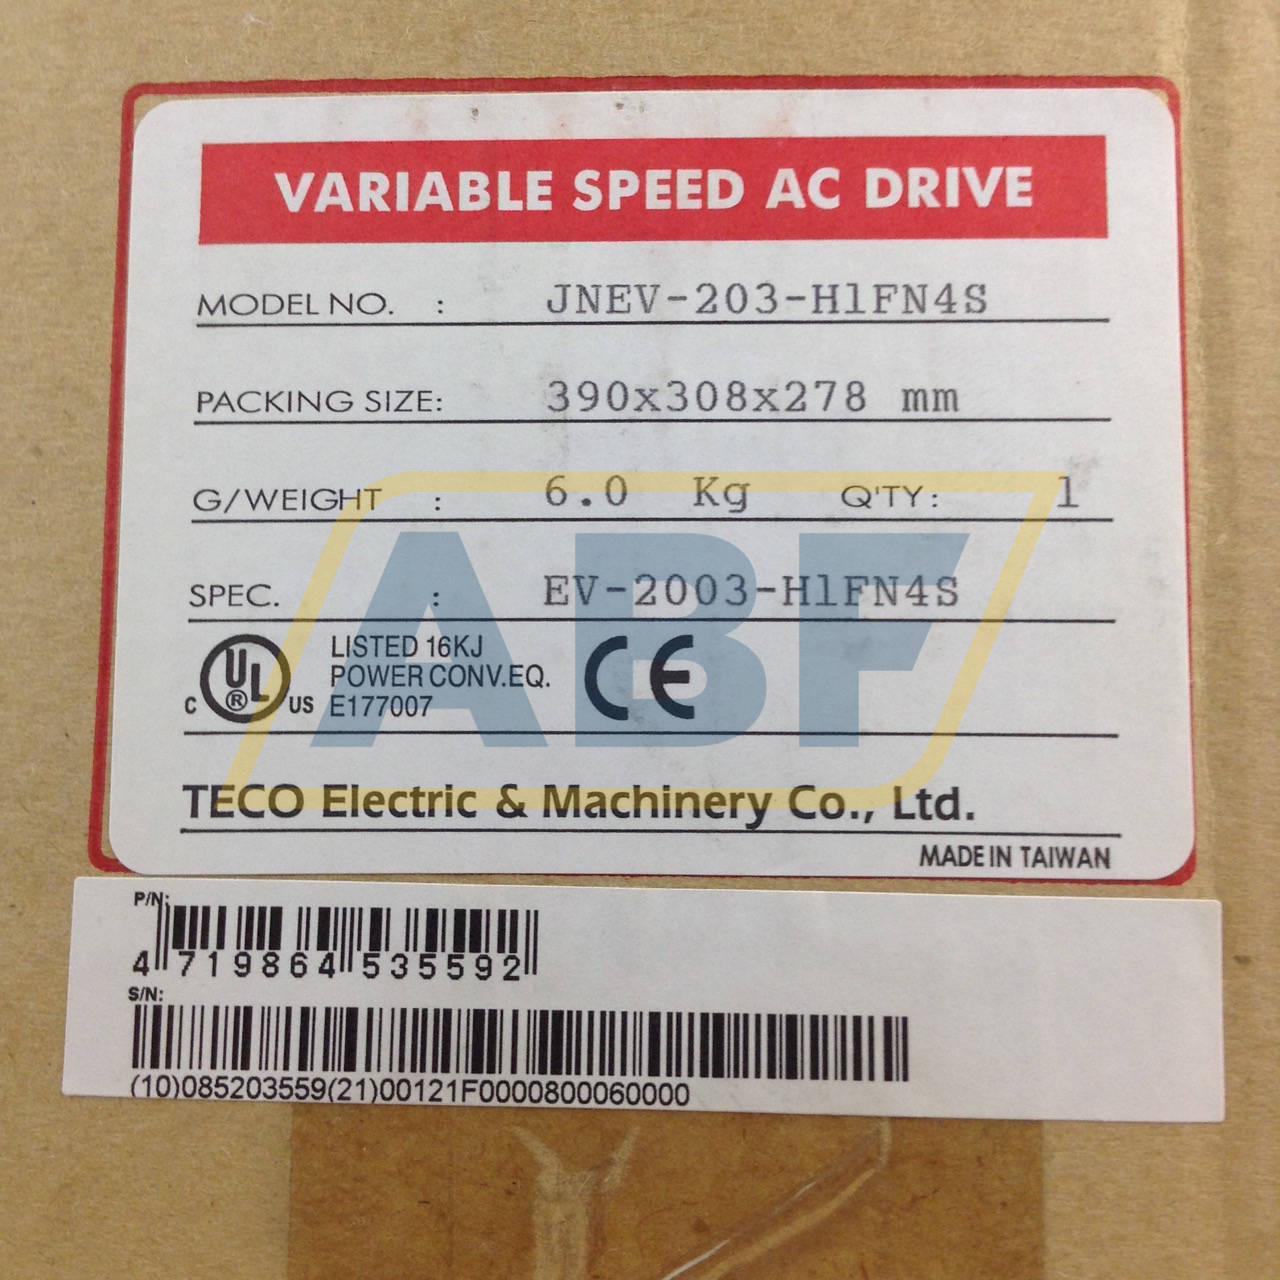 VARIABLE SPEED AC DRIVE
MODEL NO. : JNEV-203-H1FN4S
PACKING SIZE: 390x308x278 mm
G/WEIGHT : 6.0 Kg Q'TY: 1
SPEC. : EV-2003-H1FN4S
C UL ® US LISTED 16KJ
POWER CONV.EQ.
E177007
CE
ABF
TECO Electric & Machinery Co., Ltd.
MADE IN TAIWAN
P/N:
4 719864 535592
S/N:
(10)085203559(21)00121F0000800060000